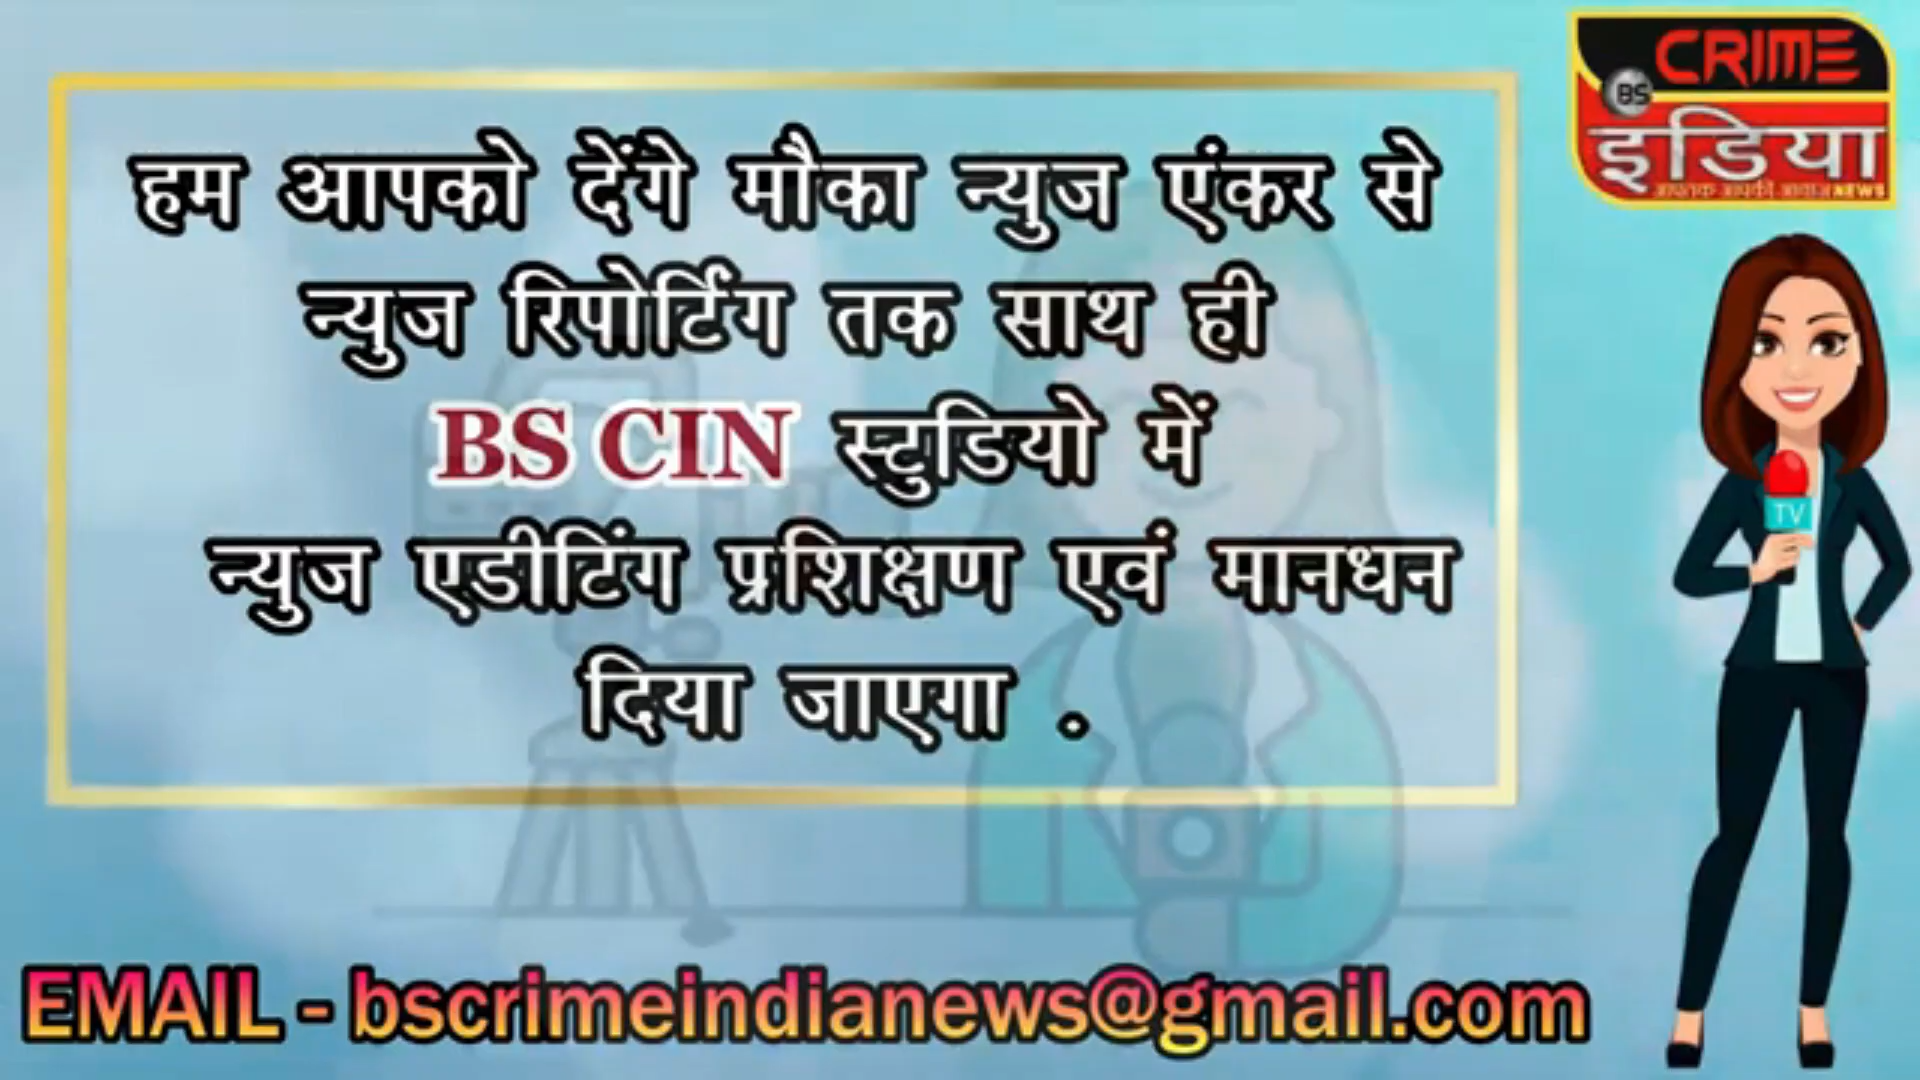 CRIME
BS
इंडिया
NEWS
हम आपको देंगे मौका न्युज एंकर से
न्युज रिपोर्टिंग तक साथ ही
BS CIN स्टुडियो में
न्युज एडीटिंग प्रशिक्षण एवं मानधन
दिया जाएगा .
TV
EMAIL - bscrimeindianews@gmail.com